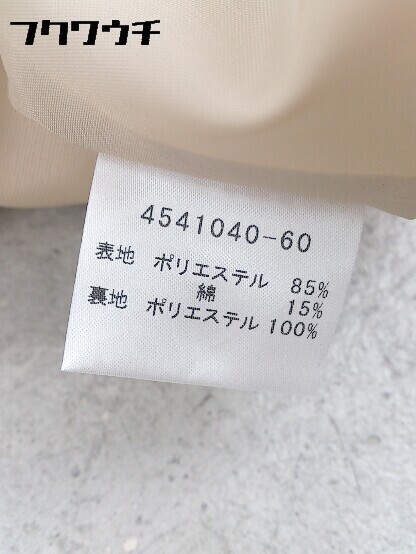 フクワウチ
4541040-60
表地 ポリエステル 85%
綿 15%
裏地 ポリエステル 100%